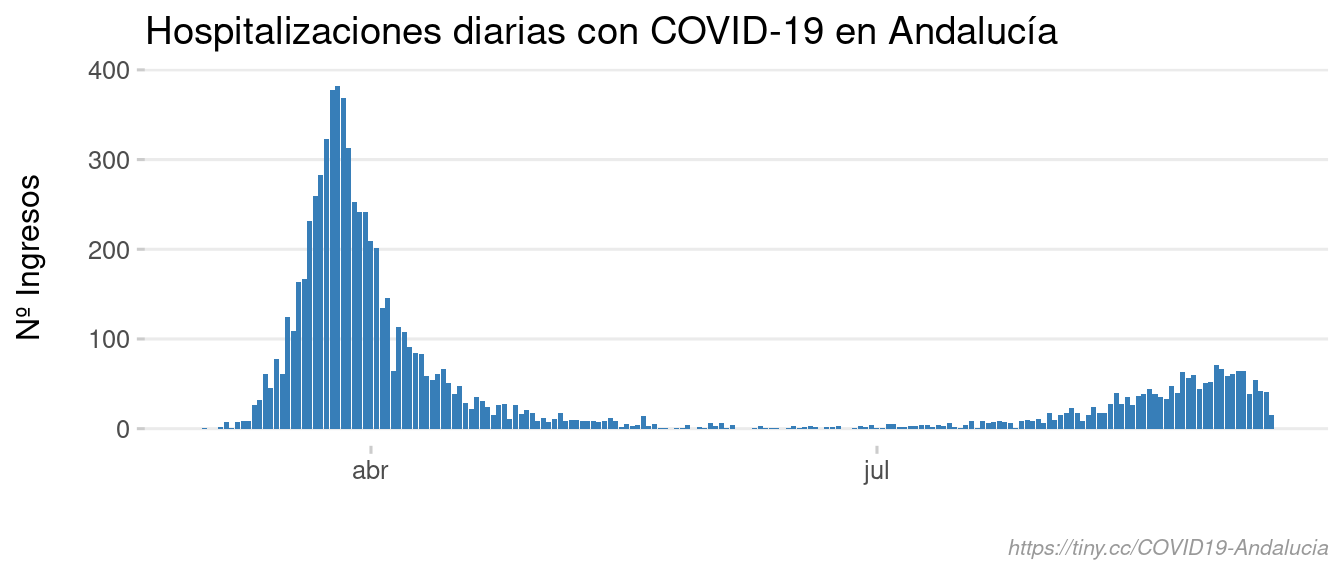 Hospitalizaciones diarias con COVID-19 en Andalucía
400
300
200
100
0
Nº Ingresos
abr jul
https://tiny.cc/COVID19-Andalucia